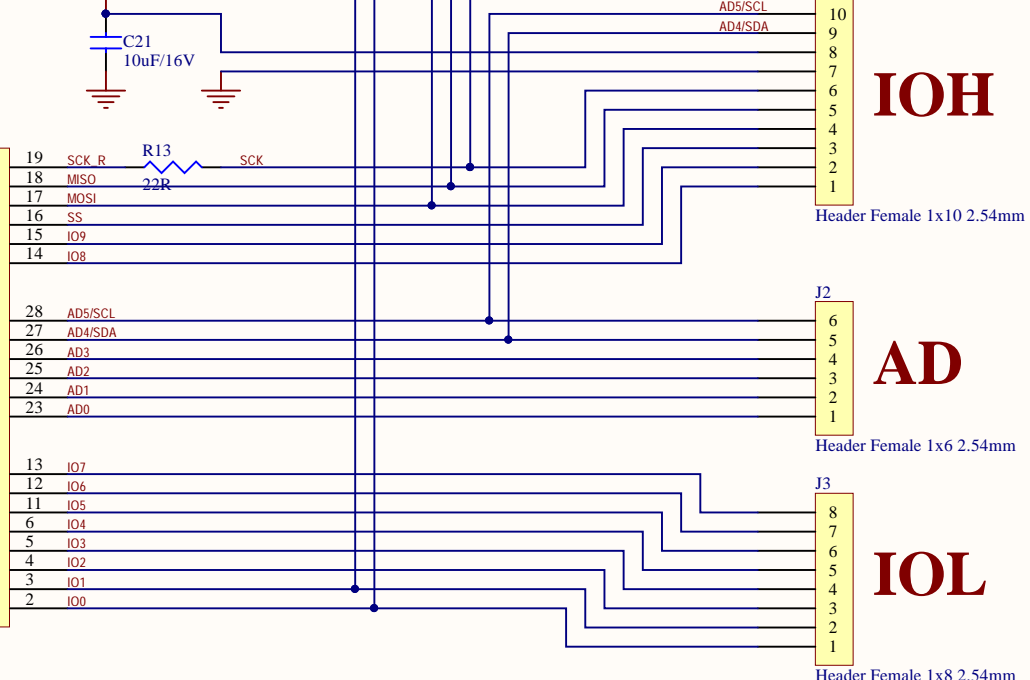 AD5/SCL
10
AD4/SDA
9
C21
10uF/16V
8
7
IOH
6
5
4
R13
3
19 SCK_R SCK
2
18 MISO 22R
1
17 MOSI
16 SS
Header Female 1x10 2.54mm
15 IO9
14 IO8
J2
28 AD5/SCL
6
27 AD4/SDA
5
26 AD3
4
AD
25 AD2
3
24 AD1
2
23 AD0
1
Header Female 1x6 2.54mm
13 IO7
J3
12 IO6
11 IO5
8
6 IO4
7
5 IO3
6
4 IO2
5
IOL
3 IO1
4
2 IO0
3
2
1
Header Female 1x8 2.54mm